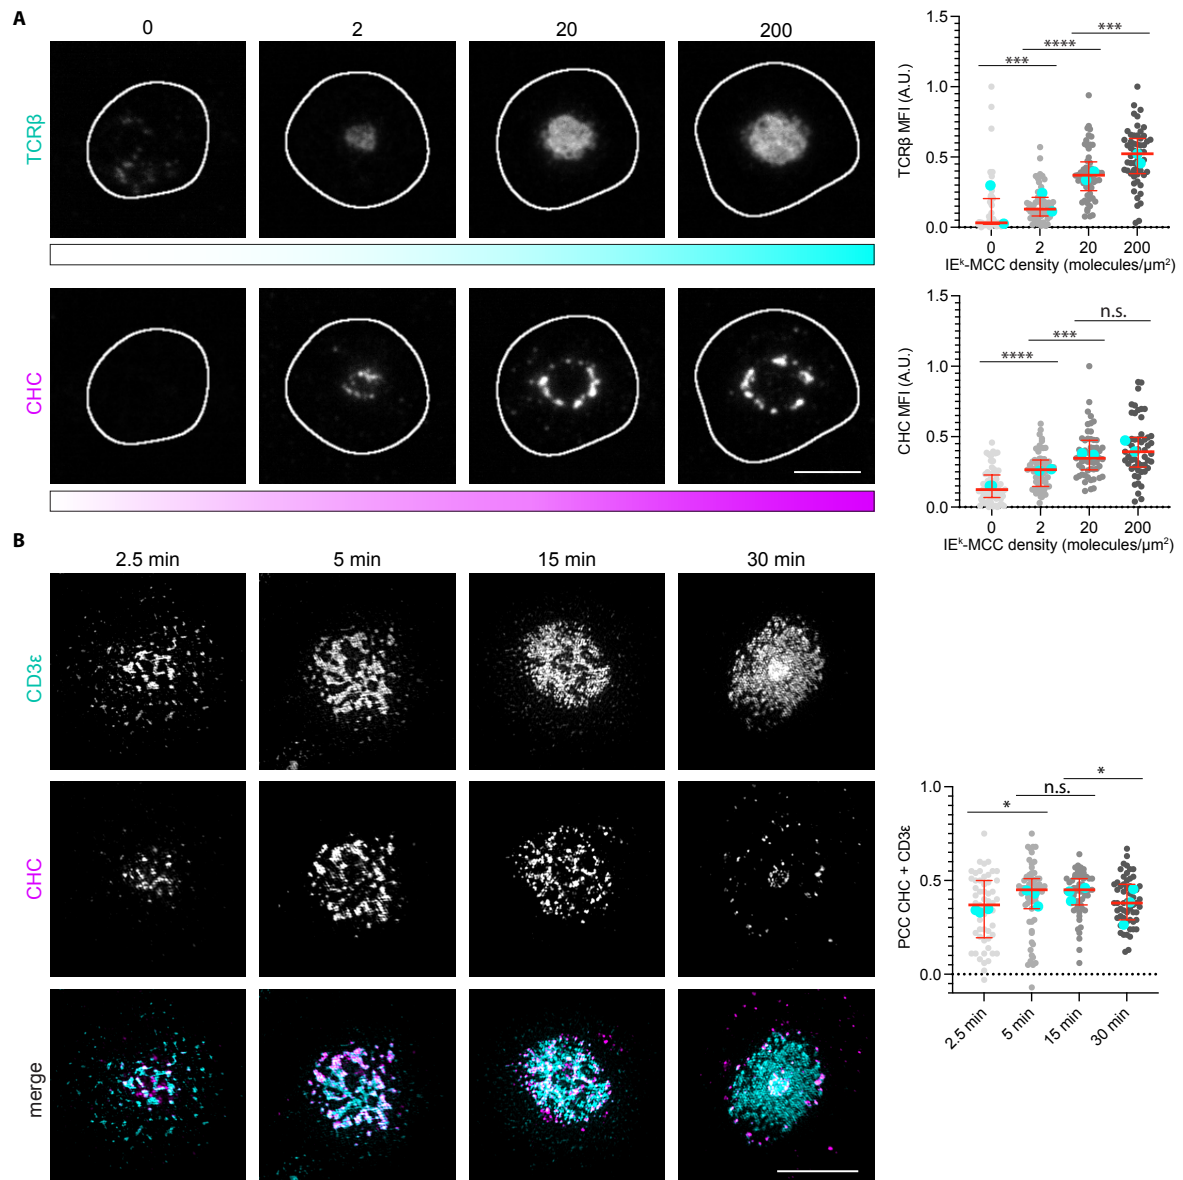 A
0 2 20 200
TCRβ
CHC
1.5
1.0
0.5
0.0
TCRβ MFI (A.U.)
***
****
***
0 2 20 200
IEᵏ-MCC density (molecules/µm²)
1.5
1.0
0.5
0.0
CHC MFI (A.U.)
****
***
n.s.
0 2 20 200
IEᵏ-MCC density (molecules/µm²)
B
2.5 min 5 min 15 min 30 min
CD3ε
CHC
merge
1.0
0.5
0.0
PCC CHC + CD3ε
*
n.s.
*
2.5 min 5 min 15 min 30 min